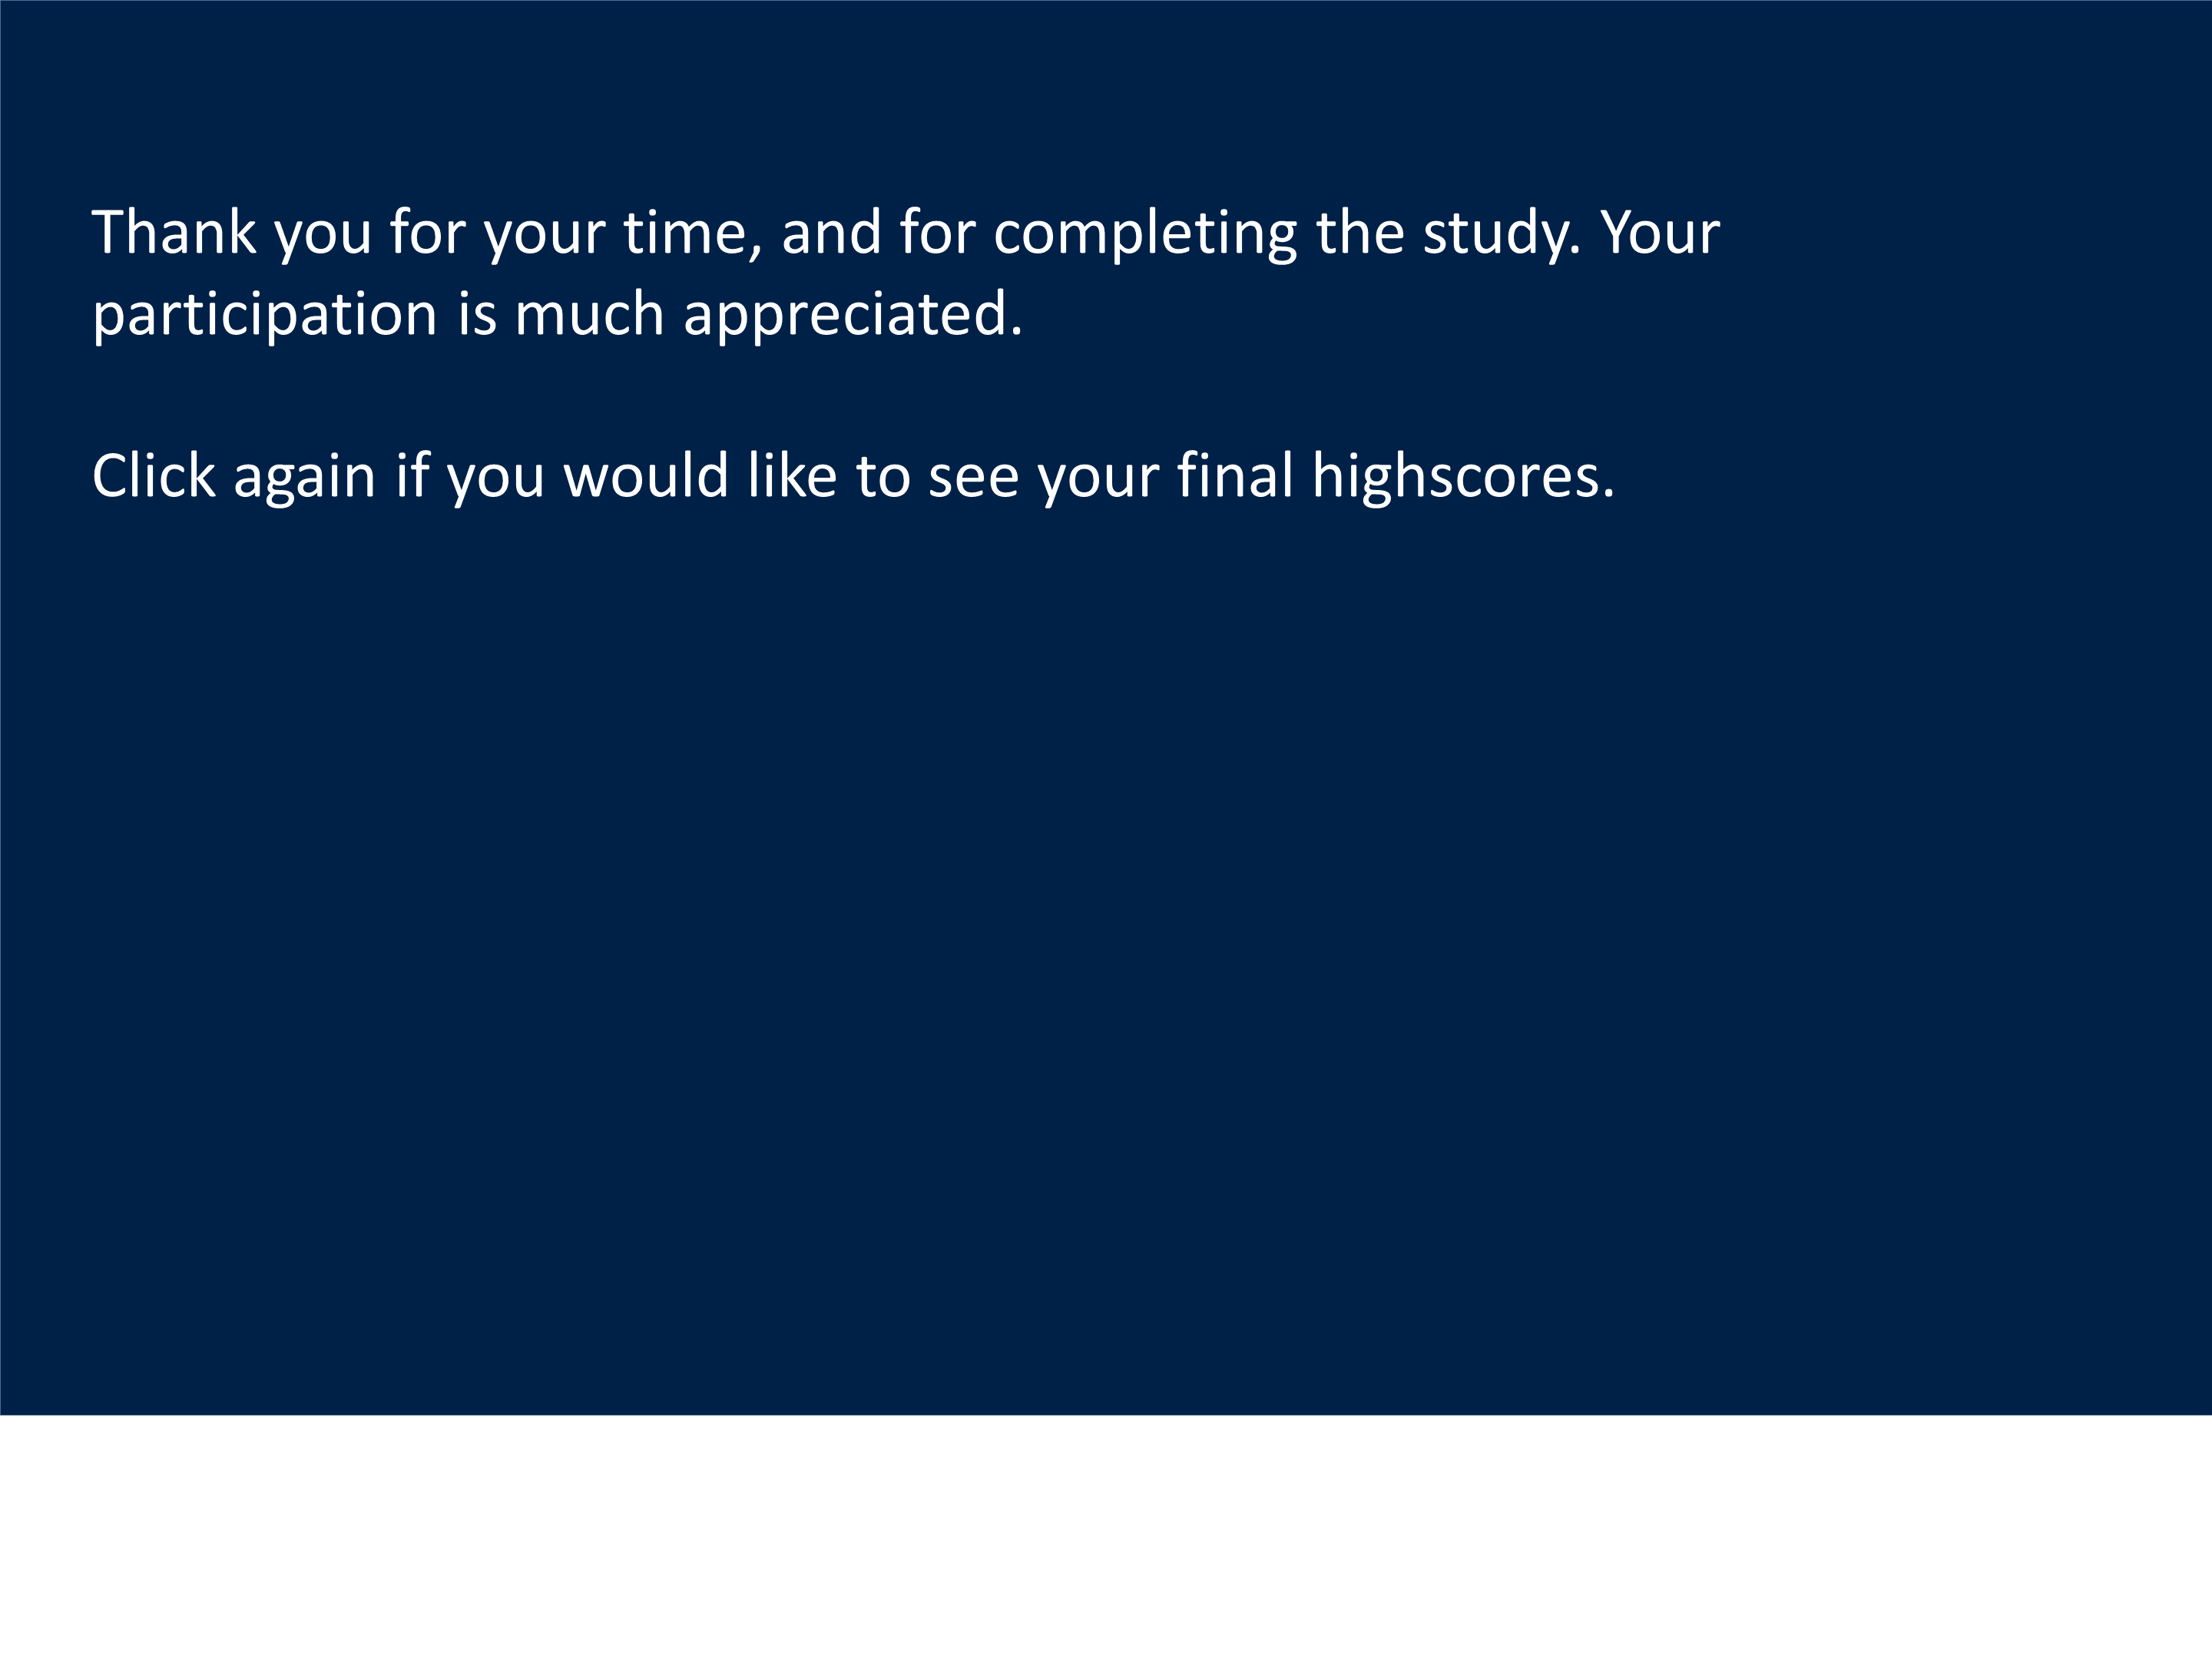 Thank you for your time, and for completing the study. Your
participation is much appreciated.
Click again if you would like to see your final highscores.